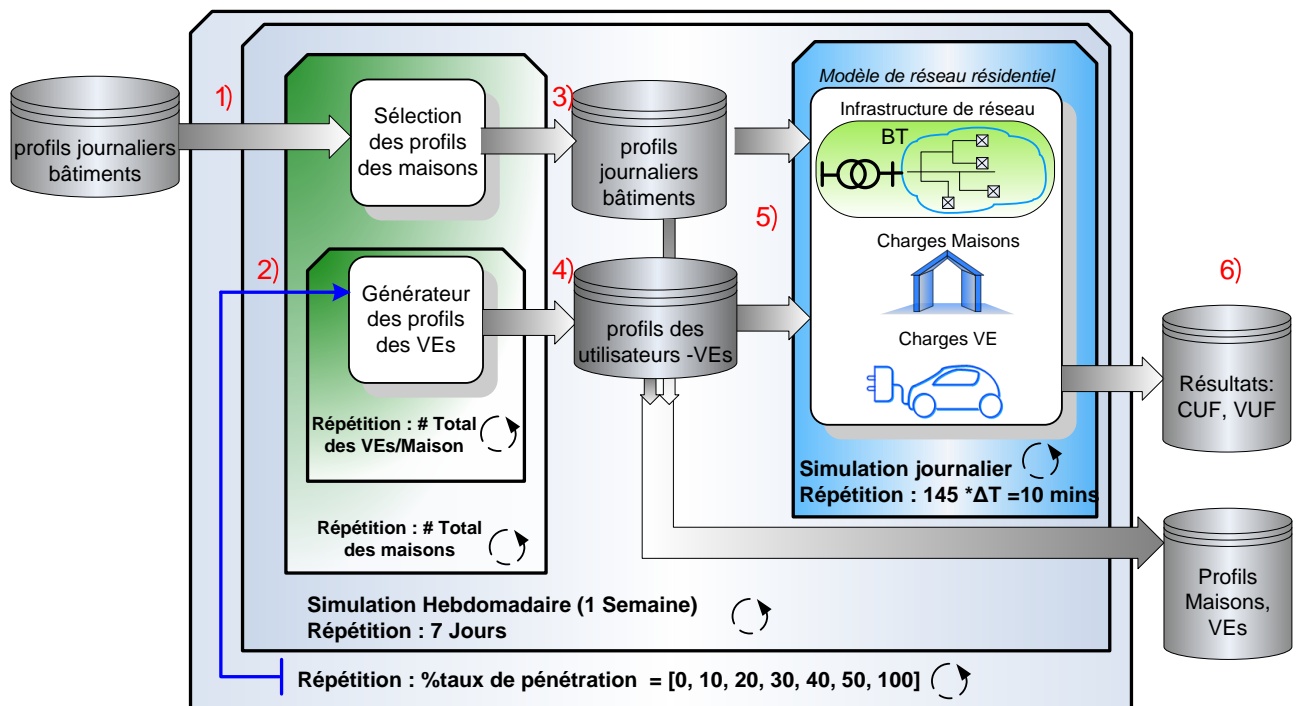 profils journaliers
bâtiments
1)
Sélection
des profils
des maisons
2)
Générateur
des profils
des VEs
Répétition : # Total
des VEs/Maison
Répétition : # Total
des maisons
3)
profils
journaliers
bâtiments
4)
profils des
utilisateurs -VEs
5)
Modèle de réseau résidentiel
Infrastructure de réseau
BT
Charges Maisons
Charges VE
Simulation journalier
Répétition : 145 *ΔT =10 mins
6)
Résultats:
CUF, VUF
Profils
Maisons,
VEs
Simulation Hebdomadaire (1 Semaine)
Répétition : 7 Jours
Répétition : %taux de pénétration = [0, 10, 20, 30, 40, 50, 100]